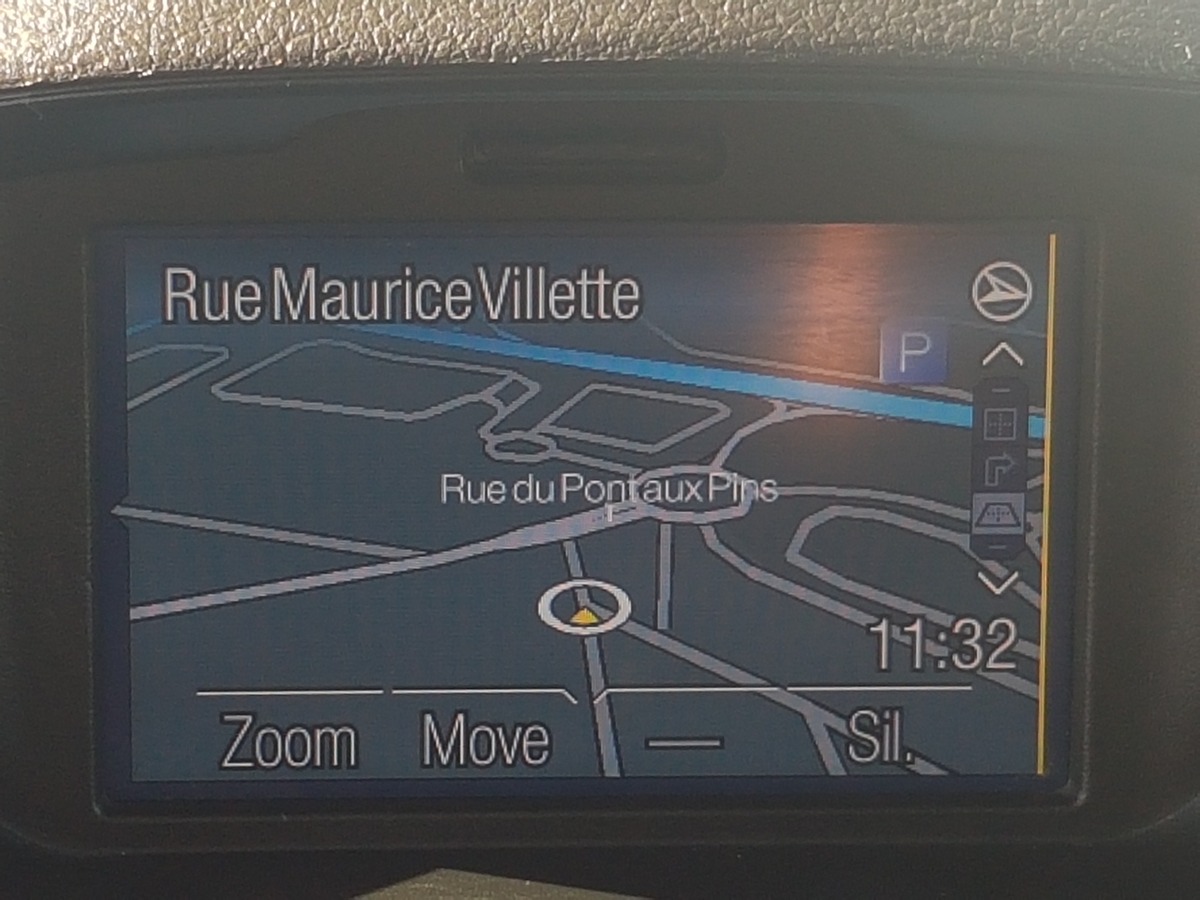 Rue Maurice Villette
P
Rue du Pont aux Pins
11:32
Zoom Move — Sil.